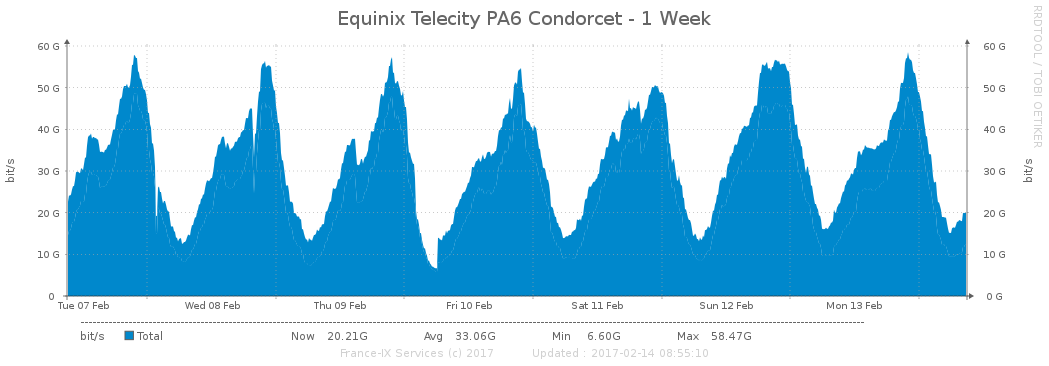 Equinix Telecity PA6 Condorcet - 1 Week
RRDTOOL / TOBI OETIKER
bit/s
60 G 60 G
50 G 50 G
40 G 40 G
30 G 30 G
20 G 20 G
10 G 10 G
0 0 G
bit/s
Tue 07 Feb Wed 08 Feb Thu 09 Feb Fri 10 Feb Sat 11 Feb Sun 12 Feb Mon 13 Feb
bit/s Total Now 20.21G Avg 33.06G Min 6.60G Max 58.47G
France-IX Services (c) 2017 Updated : 2017-02-14 08:55:10